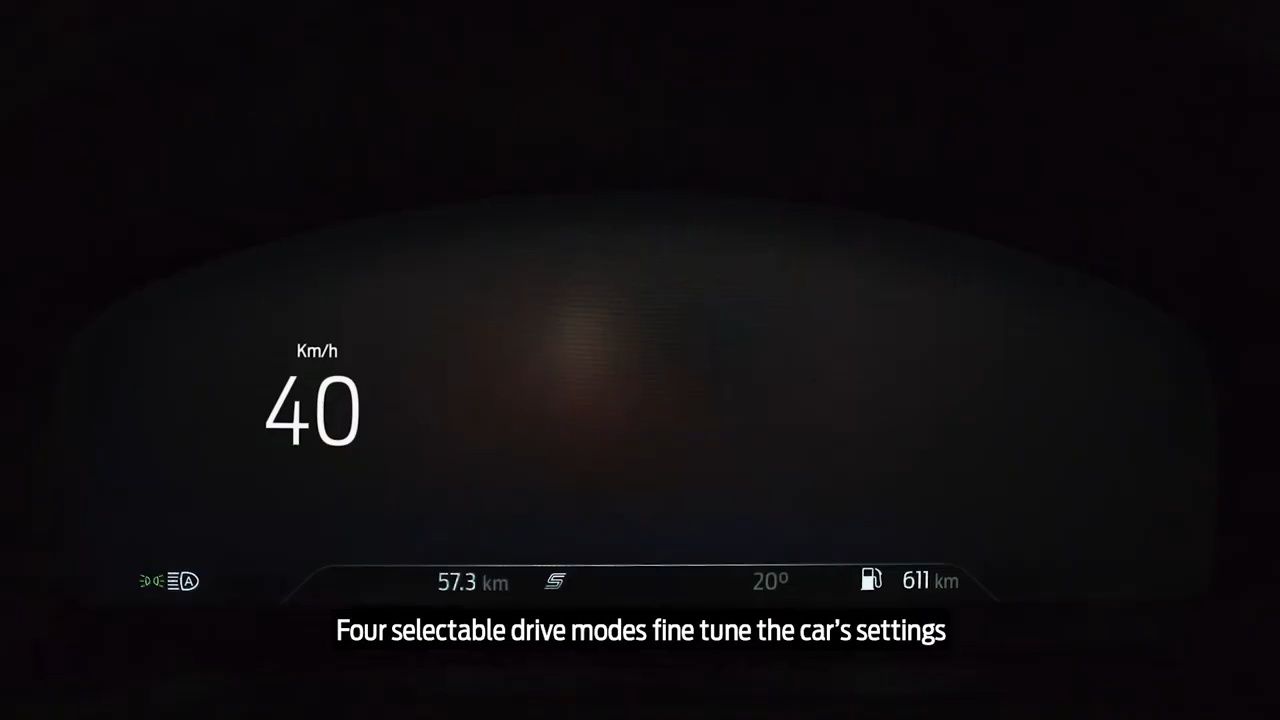 Km/h
40
A
57.3 km S 20° 611 km
Four selectable drive modes fine tune the car's settings